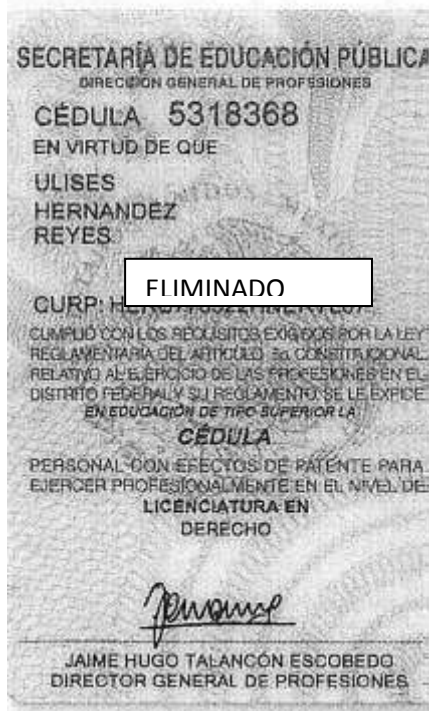 SECRETARÍA DE EDUCACIÓN PÚBLICA
DIRECCIÓN GENERAL DE PROFESIONES
CÉDULA 5318368
EN VIRTUD DE QUE
ULISES
HERNANDEZ
REYES
ELIMINADO
CURP:
CUMPLIÓ CON LOS REQUISITOS EXIGIDOS POR LA LEY
REGLAMENTARIA DEL ARTÍCULO 5o. CONSTITUCIONAL
RELATIVO AL EJERCICIO DE LAS PROFESIONES EN EL
DISTRITO FEDERAL Y SU REGLAMENTO SE LE EXPIDE
EN EDUCACIÓN DE TIPO SUPERIOR LA
CÉDULA
PERSONAL CON EFECTOS DE PATENTE PARA
EJERCER PROFESIONALMENTE EN EL NIVEL DE
LICENCIATURA EN
DERECHO
JAIME HUGO TALANCÓN ESCOBEDO
DIRECTOR GENERAL DE PROFESIONES